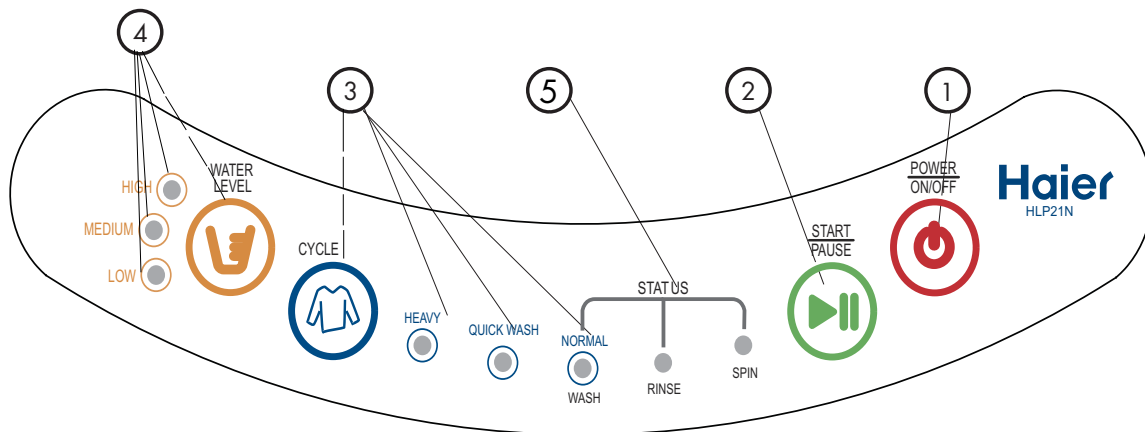 4
3
5
2
1
HIGH
MEDIUM
LOW
WATER
LEVEL
CYCLE
HEAVY
QUICK WASH
NORMAL
WASH
STATUS
RINSE
SPIN
START
PAUSE
POWER
ON/OFF
Haier
HLP21N